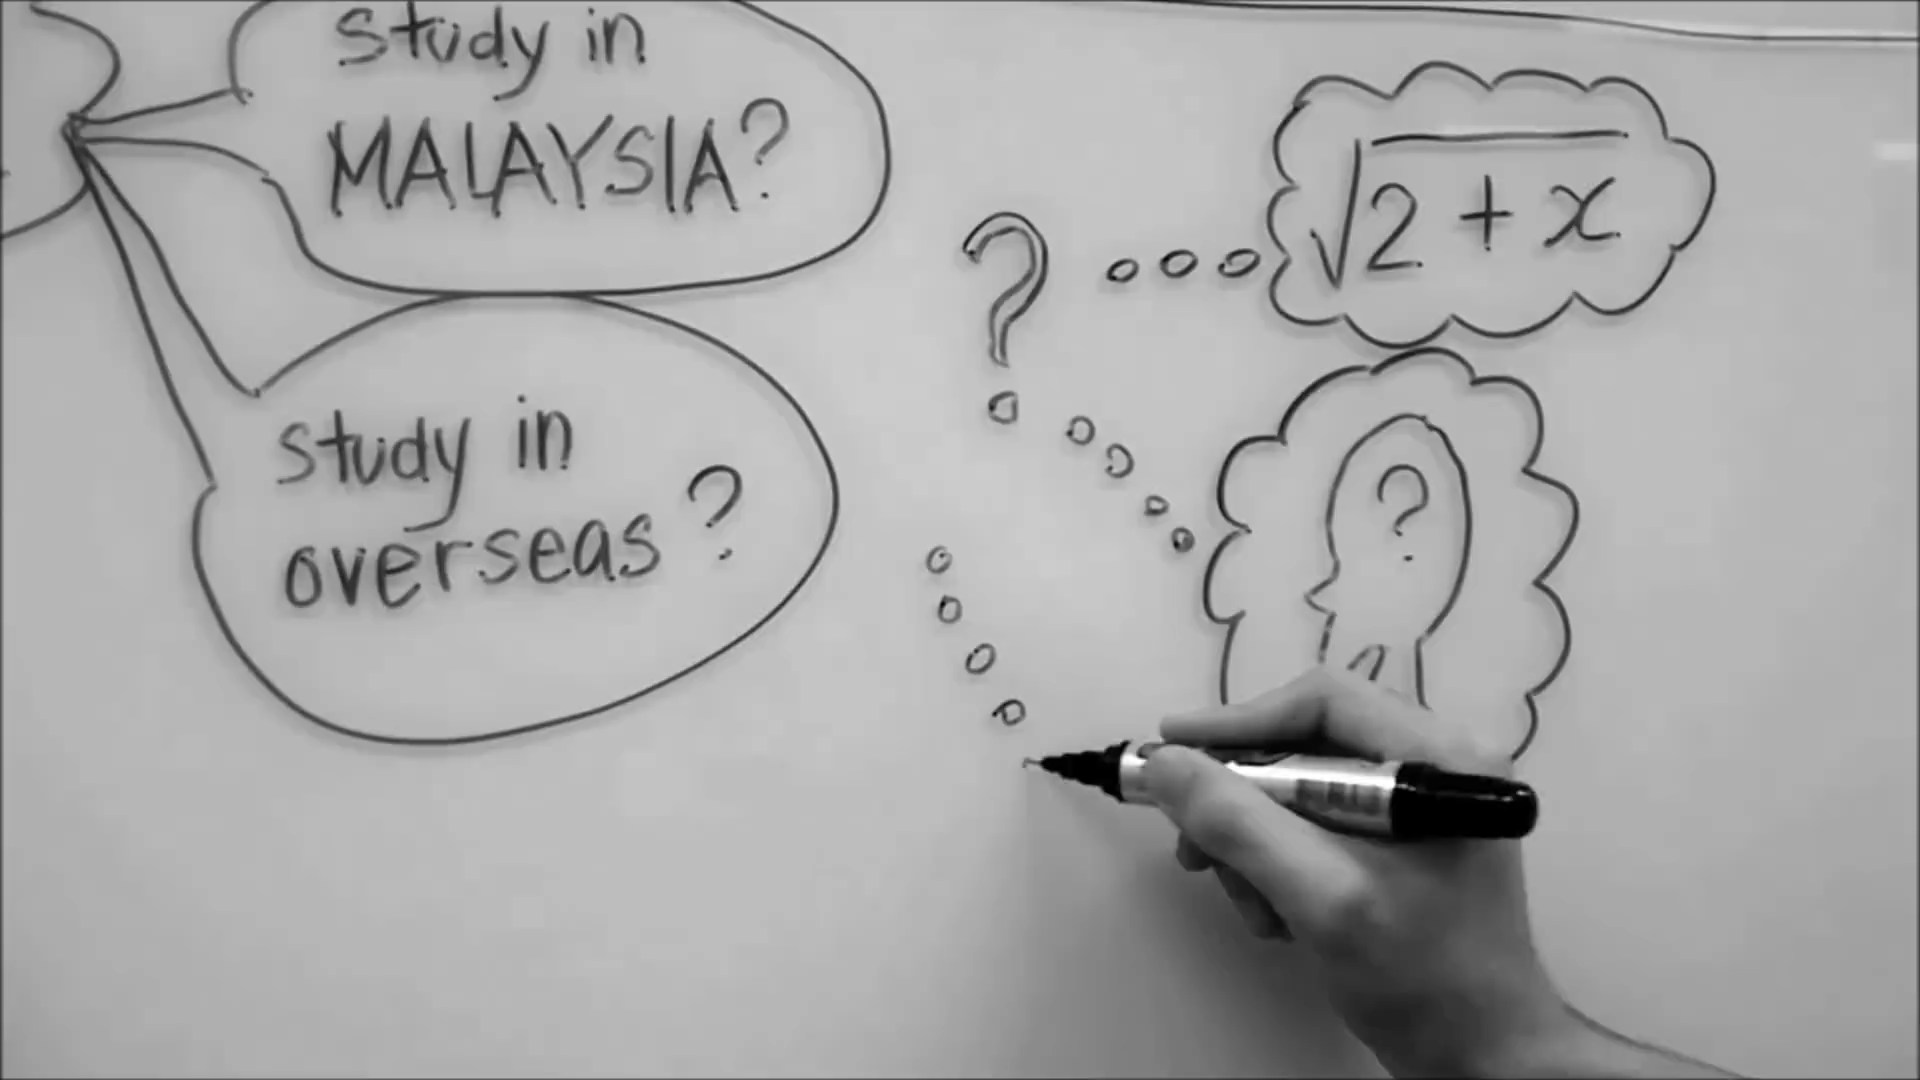 study in
MALAYSIA?
study in
overseas?
?
√2 + x
?